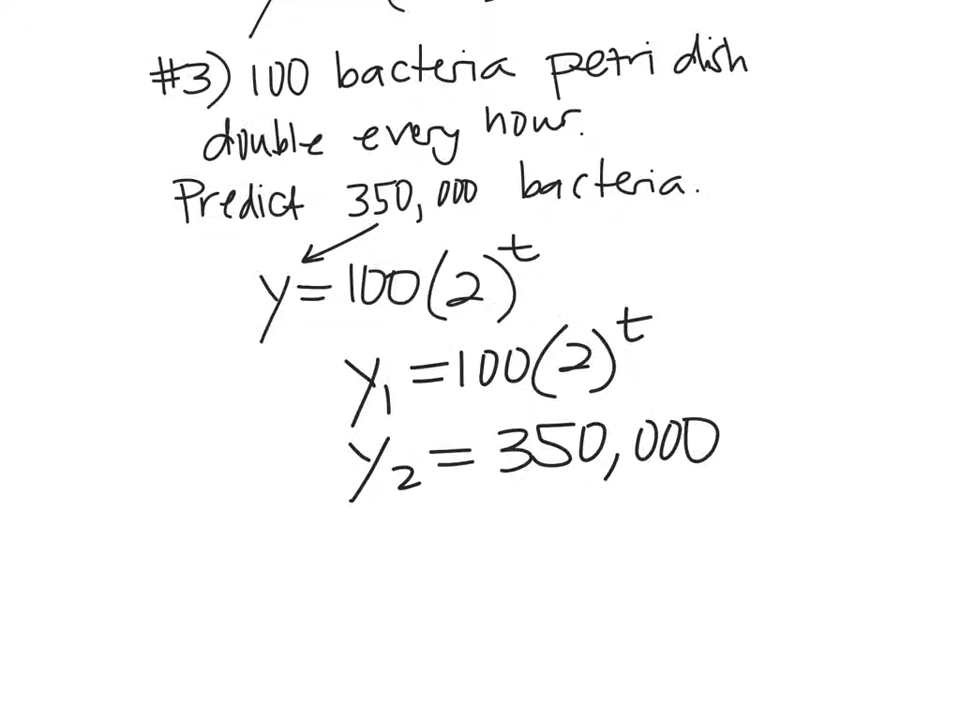 #3) 100 bacteria petri dish
double every hour.
Predict 350,000 bacteria.
y = 100(2)^t
y₁ = 100(2)^t
y₂ = 350,000